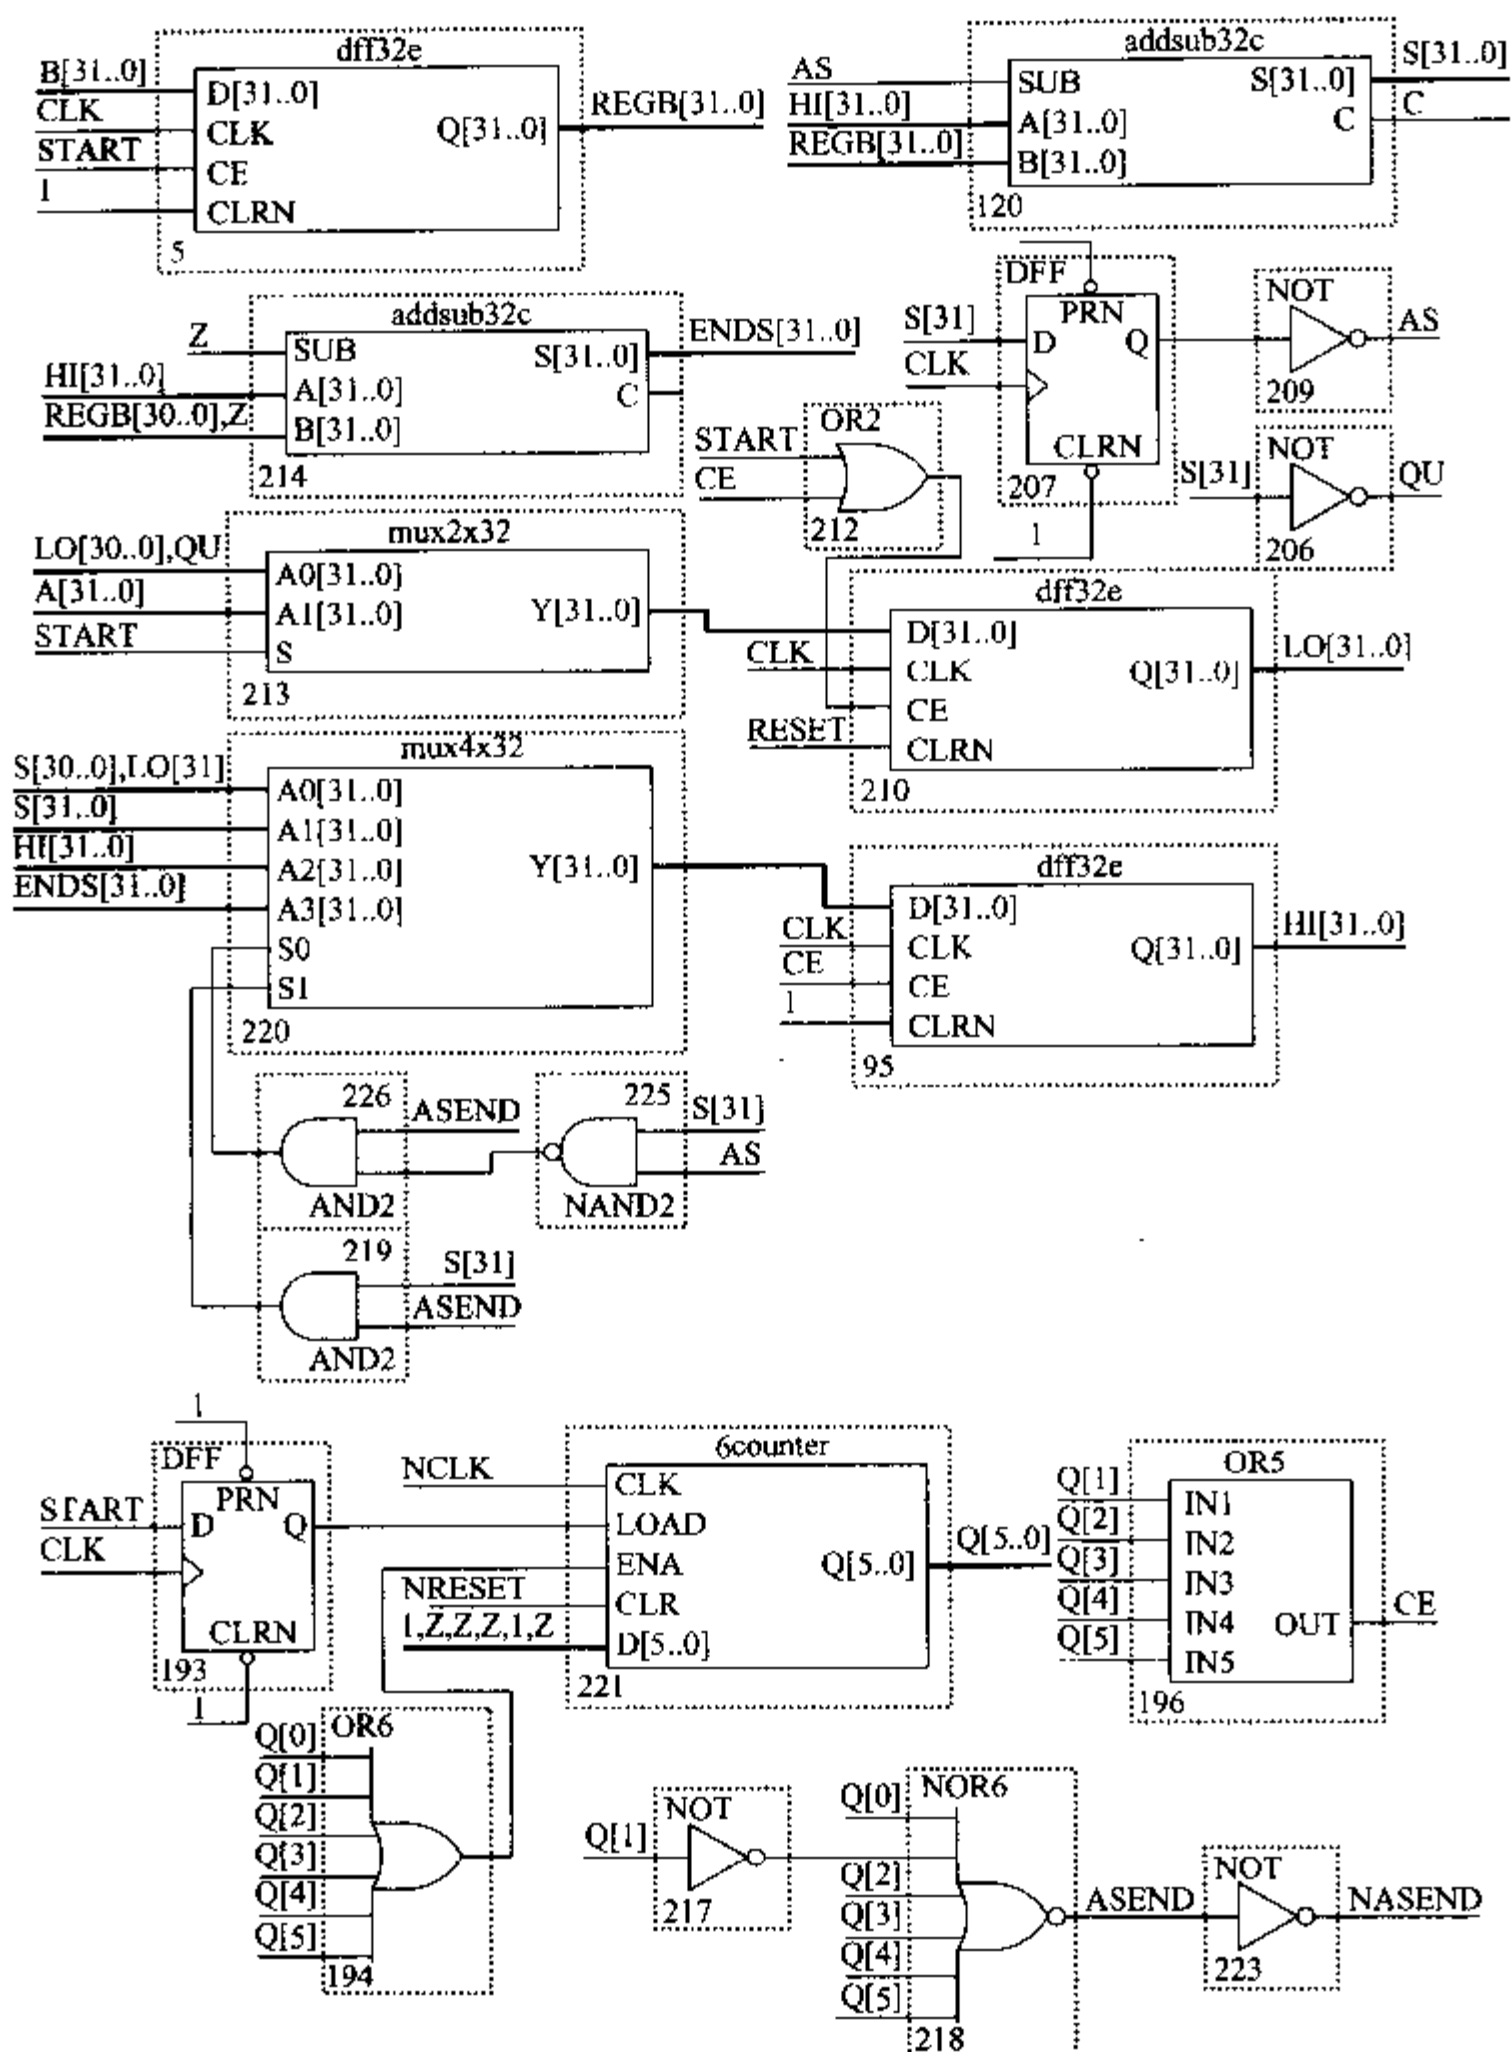 dff32e
B[31..0]
CLK
START
1
D[31..0]
CLK
CE
CLRN
Q[31..0]
REGB[31..0]
5
addsub32c
AS
HI[31..0]
REGB[31..0]
SUB
A[31..0]
B[31..0]
S[31..0]
C
S[31..0]
C
120
addsub32c
Z
HI[31..0]
REGB[30..0],Z
SUB
A[31..0]
B[31..0]
S[31..0]
C
ENDS[31..0]
214
DFF
S[31]
CLK
PRN
D
Q
CLRN
207
1
NOT
AS
209
NOT
S[31]
QU
206
OR2
START
CE
212
mux2x32
LO[30..0],QU
A[31..0]
START
A0[31..0]
A1[31..0]
S
Y[31..0]
213
dff32e
CLK
RESET
D[31..0]
CLK
CE
CLRN
Q[31..0]
LO[31..0]
210
mux4x32
S[30..0],LO[31]
S[31..0]
HI[31..0]
ENDS[31..0]
A0[31..0]
A1[31..0]
A2[31..0]
A3[31..0]
S0
S1
Y[31..0]
220
dff32e
CLK
CE
1
D[31..0]
CLK
CE
CLRN
Q[31..0]
HI[31..0]
95
226
ASEND
AND2
225
S[31]
AS
NAND2
219
S[31]
ASEND
AND2
1
DFF
START
CLK
PRN
D
Q
CLRN
193
1
6counter
NCLK
NRESET
1,Z,Z,Z,1,Z
CLK
LOAD
ENA
CLR
D[5..0]
Q[5..0]
Q[5..0]
221
OR5
Q[1]
Q[2]
Q[3]
Q[4]
Q[5]
IN1
IN2
IN3
IN4
IN5
OUT
CE
196
OR6
Q[0]
Q[1]
Q[2]
Q[3]
Q[4]
Q[5]
194
NOT
Q[1]
217
NOR6
Q[0]
Q[2]
Q[3]
Q[4]
Q[5]
218
ASEND
NOT
NASEND
223